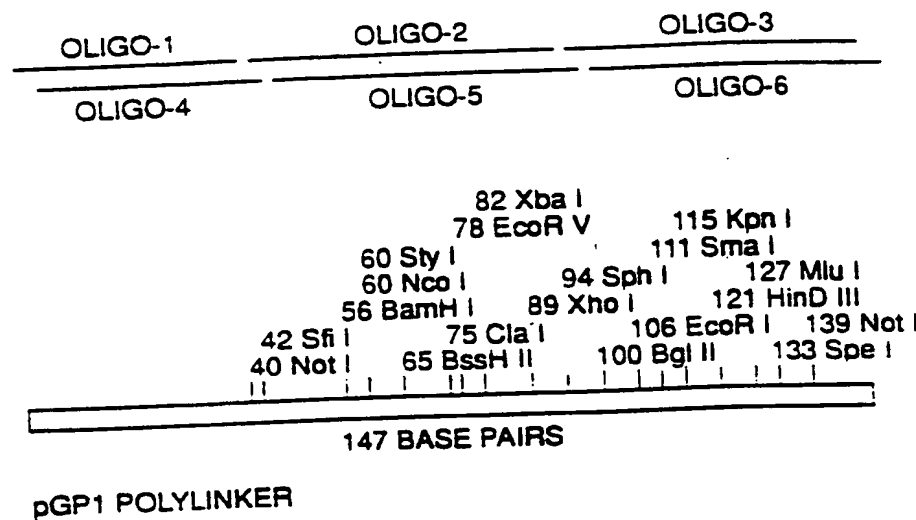 OLIGO-1 OLIGO-2 OLIGO-3
OLIGO-4 OLIGO-5 OLIGO-6
82 Xba I
78 EcoR V 115 Kpn I
60 Sty I 111 Sma I
60 Nco I 94 Sph I 127 Mlu I
56 BamH I 89 Xho I 121 HinD III
42 Sfi I 75 Cla I 106 EcoR I 139 Not I
40 Not I 65 BssH II 100 Bgl II 133 Spe I
147 BASE PAIRS
pGP1 POLYLINKER